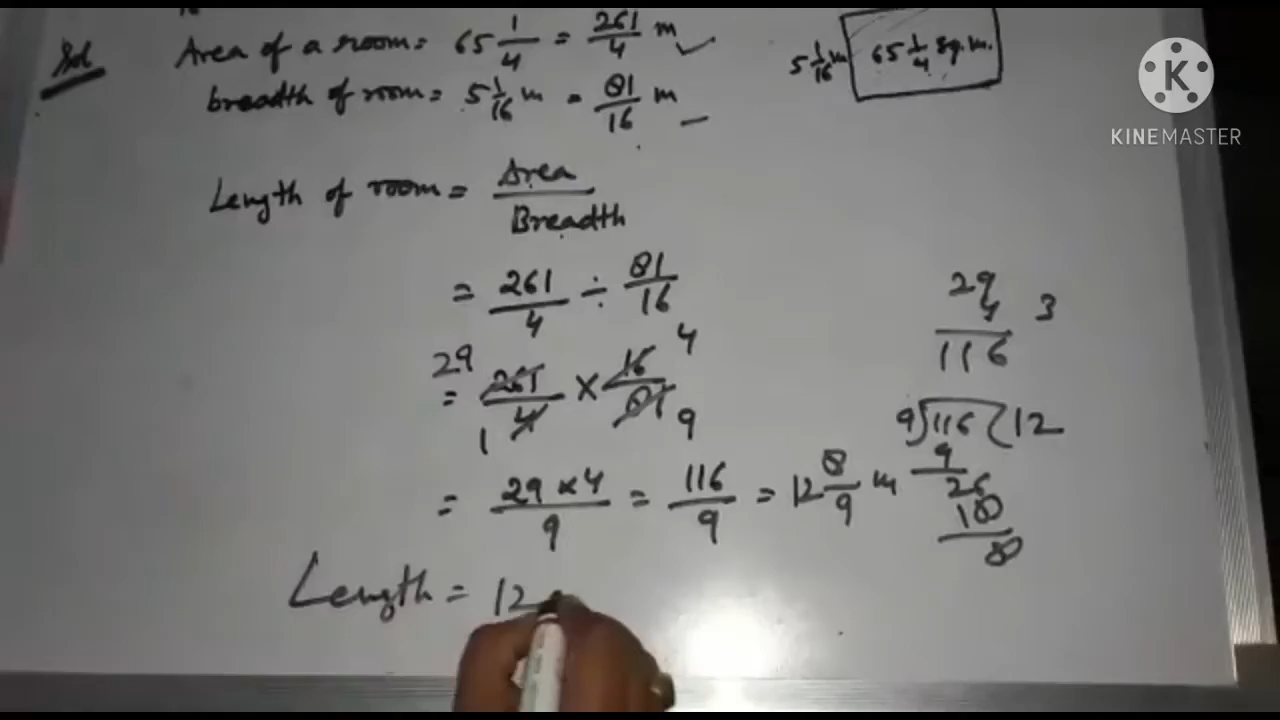 Sol
Area of a room = 65 1/4 = 261/4 m
breadth of room = 5 1/16 m = 81/16 m
5 1/16 m
65 1/4 sq. m.
K
KINEMASTER
Length of room = Area/Breadth
= 261/4 ÷ 81/16
29 4
= 261/4 × 16/81
1 9
= 29 × 4/9 = 116/9 = 12 8/9 m
29
4 3
116
9)116(12
9
26
18
8
Length = 12